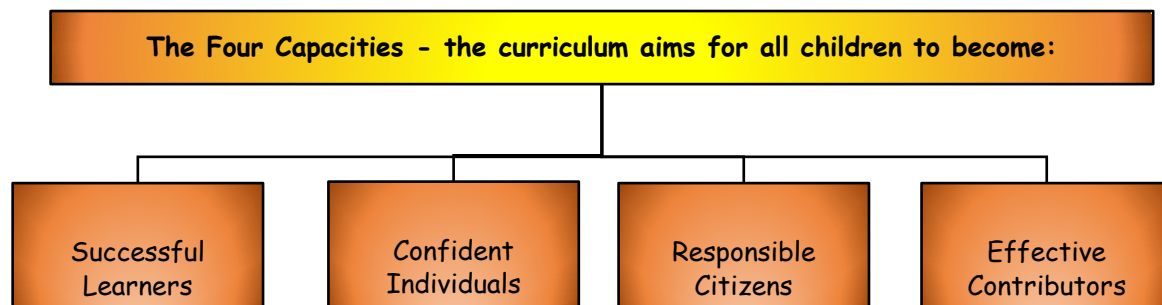 The Four Capacities - the curriculum aims for all children to become:
Successful
Learners
Confident
Individuals
Responsible
Citizens
Effective
Contributors